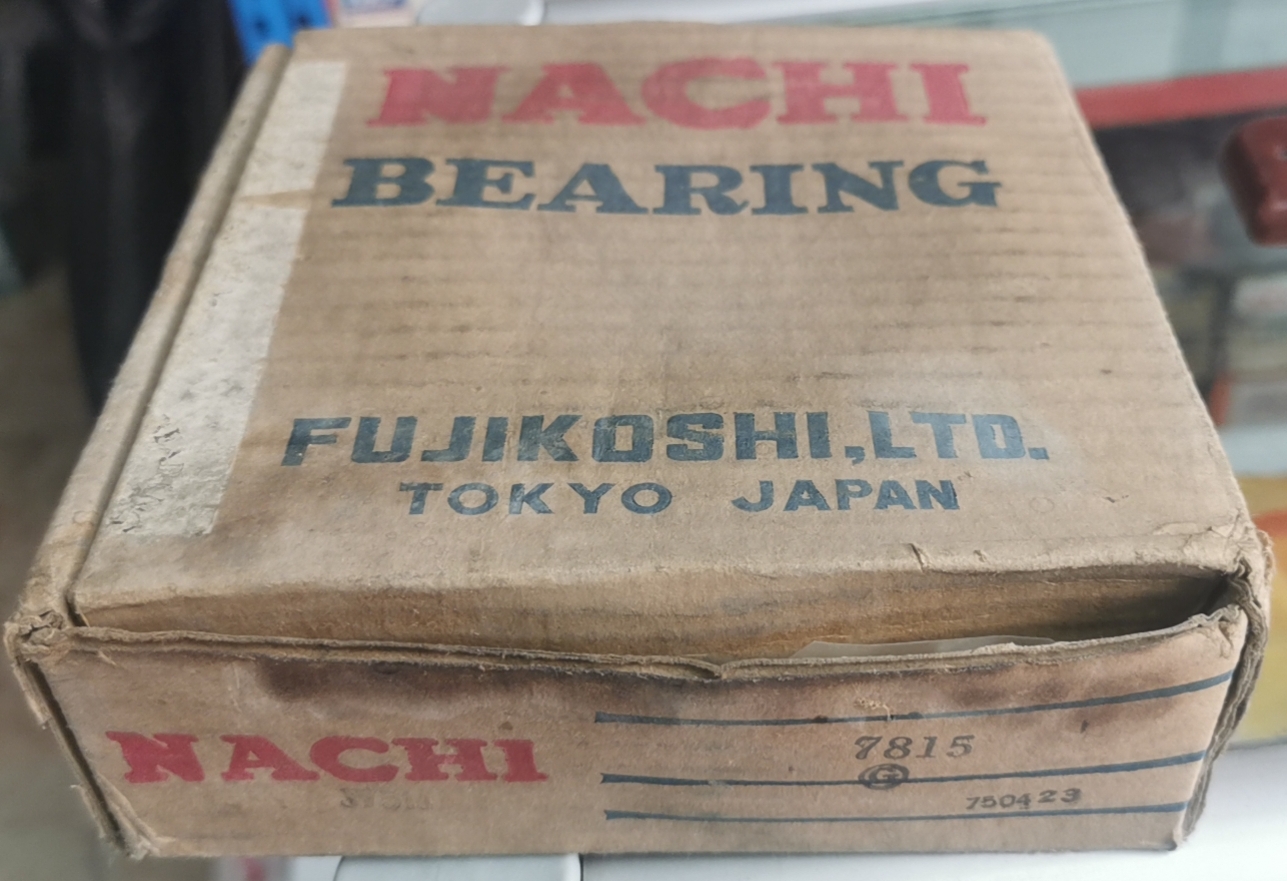 NACHI
BEARING
FUJIKOSHI,LTD.
TOKYO JAPAN
NACHI
7815
G
750423